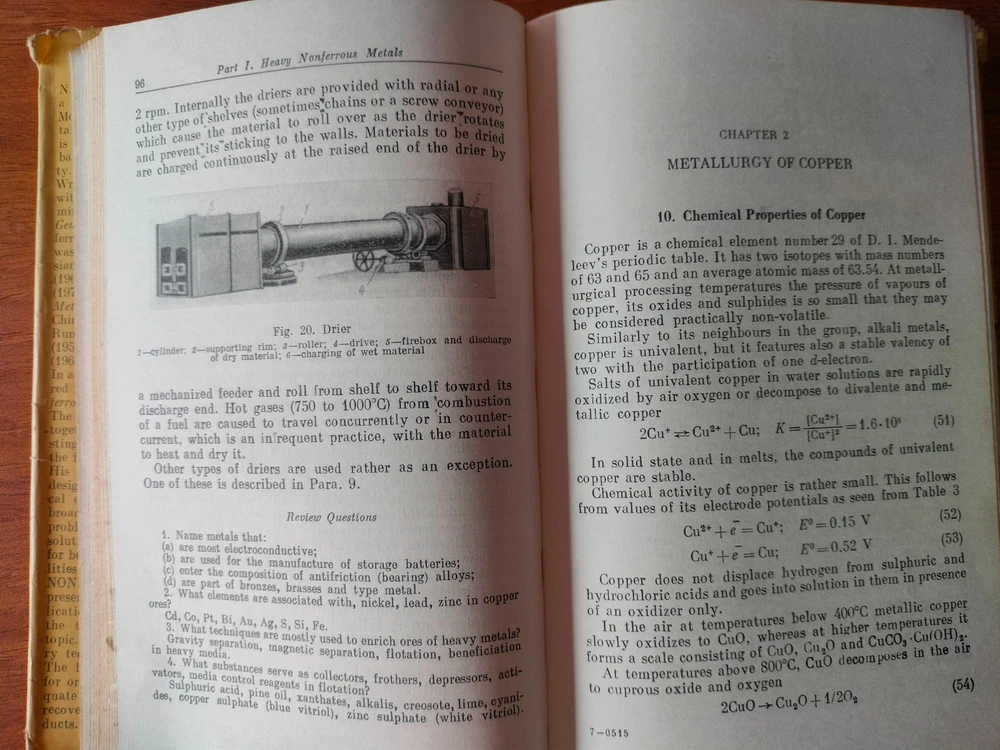 96
Part I. Heavy Nonferrous Metals
2 rpm. Internally the driers are provided with radial or any
other type of shelves (sometimes chains or a screw conveyor)
which cause the material to roll over as the drier rotates
and prevent its sticking to the walls. Materials to be dried
are charged continuously at the raised end of the drier by
Fig. 20. Drier
1—cylinder; 2—supporting rim; 3—roller; 4—drive; 5—firebox and discharge
of dry material; 6—charging of wet material
a mechanized feeder and roll from shelf to shelf toward its
discharge end. Hot gases (750 to 1000°C) from combustion
of a fuel are caused to travel concurrently or in counter-
current, which is an infrequent practice, with the material
to heat and dry it.
Other types of driers are used rather as an exception.
One of these is described in Para. 9.
Review Questions
1. Name metals that:
(a) are most electroconductive;
(b) are used for the manufacture of storage batteries;
(c) enter the composition of antifriction (bearing) alloys;
(d) are part of bronzes, brasses and type metal.
2. What elements are associated with, nickel, lead, zinc in copper
ores?
Cd, Co, Pt, Bi, Au, Ag, S, Si, Fe.
3. What techniques are mostly used to enrich ores of heavy metals?
Gravity separation, magnetic separation, flotation, beneficiation
in heavy media.
4. What substances serve as collectors, frothers, depressors, acti-
vators, media control reagents in flotation?
Sulphuric acid, pine oil, xanthates, alkalis, creosote, lime, cyani-
des, copper sulphate (blue vitriol), zinc sulphate (white vitriol).
CHAPTER 2
METALLURGY OF COPPER
10. Chemical Properties of Copper
Copper is a chemical element number 29 of D. I. Mende-
leev's periodic table. It has two isotopes with mass numbers
of 63 and 65 and an average atomic mass of 63.54. At metall-
urgical processing temperatures the pressure of vapours of
copper, its oxides and sulphides is so small that they may
be considered practically non-volatile.
Similarly to its neighbours in the group, alkali metals,
copper is univalent, but it features also a stable valency of
two with the participation of one d-electron.
Salts of univalent copper in water solutions are rapidly
oxidized by air oxygen or decompose to divalente and me-
tallic copper
2Cu⁺ ⇌ Cu²⁺ + Cu; K = [Cu²⁺]/[Cu⁺]² = 1.6·10⁶ (51)
In solid state and in melts, the compounds of univalent
copper are stable.
Chemical activity of copper is rather small. This follows
from values of its electrode potentials as seen from Table 3
Cu²⁺ + e̅ = Cu⁺; E⁰ = 0.15 V (52)
Cu⁺ + e̅ = Cu; E⁰ = 0.52 V (53)
Copper does not displace hydrogen from sulphuric and
hydrochloric acids and goes into solution in them in presence
of an oxidizer only.
In the air at temperatures below 400°C metallic copper
slowly oxidizes to CuO, whereas at higher temperatures it
forms a scale consisting of CuO, Cu₂O and CuCO₃·Cu(OH)₂.
At temperatures above 800°C, CuO decomposes in the air
to cuprous oxide and oxygen
2CuO → Cu₂O + 1/2O₂ (54)
7—0515